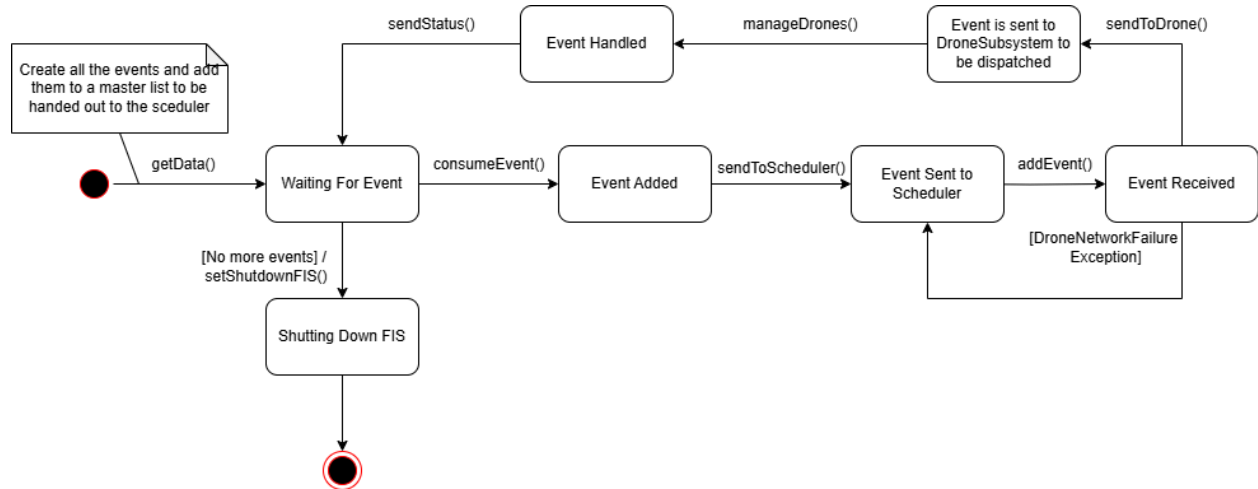 sendStatus()
Event Handled
manageDrones()
Event is sent to
DroneSubsystem to
be dispatched
sendToDrone()
Create all the events and add
them to a master list to be
handed out to the sceduler
getData()
Waiting For Event
consumeEvent()
Event Added
sendToScheduler()
Event Sent to
Scheduler
addEvent()
Event Received
[No more events] /
setShutdownFIS()
[DroneNetworkFailure
Exception]
Shutting Down FIS